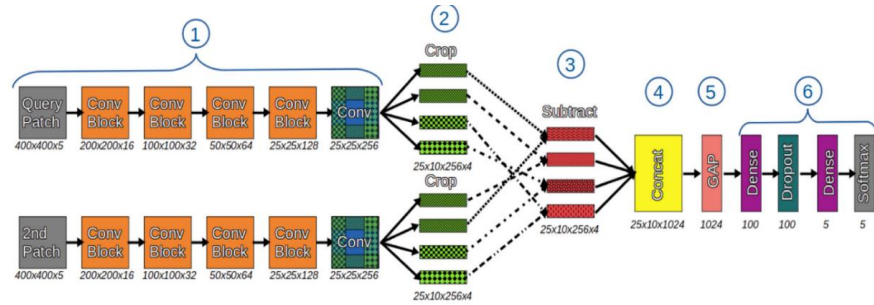 1
2
3
4
5
6
Crop
Subtract
Query Patch
Conv Block
Conv Block
Conv Block
Conv Block
Conv
400x400x5
200x200x16
100x100x32
50x50x64
25x25x128
25x25x256
25x10x256x4
Crop
2nd Patch
Conv Block
Conv Block
Conv Block
Conv Block
Conv
400x400x5
200x200x16
100x100x32
50x50x64
25x25x128
25x25x256
25x10x256x4
25x10x256x4
Concat
25x10x1024
GAP
1024
Dense
100
Dropout
100
Dense
5
Softmax
5